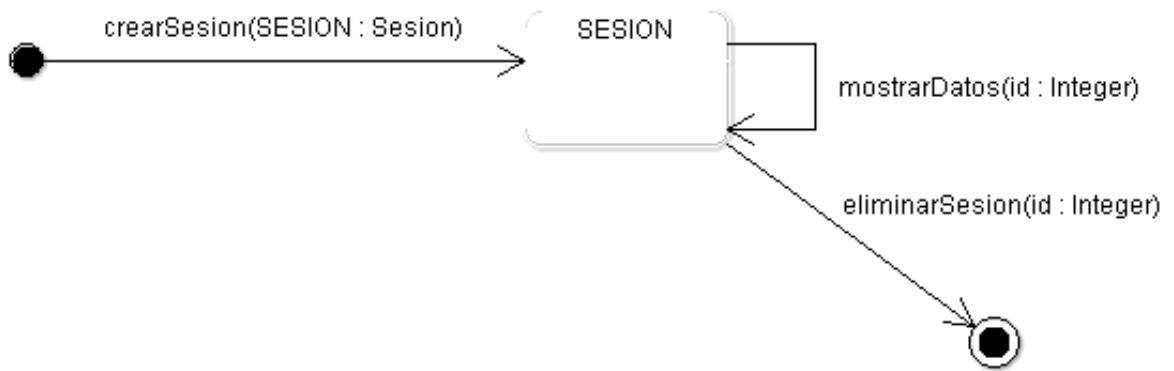 crearSesion(SESION : Sesion)
SESION
mostrarDatos(id : Integer)
eliminarSesion(id : Integer)